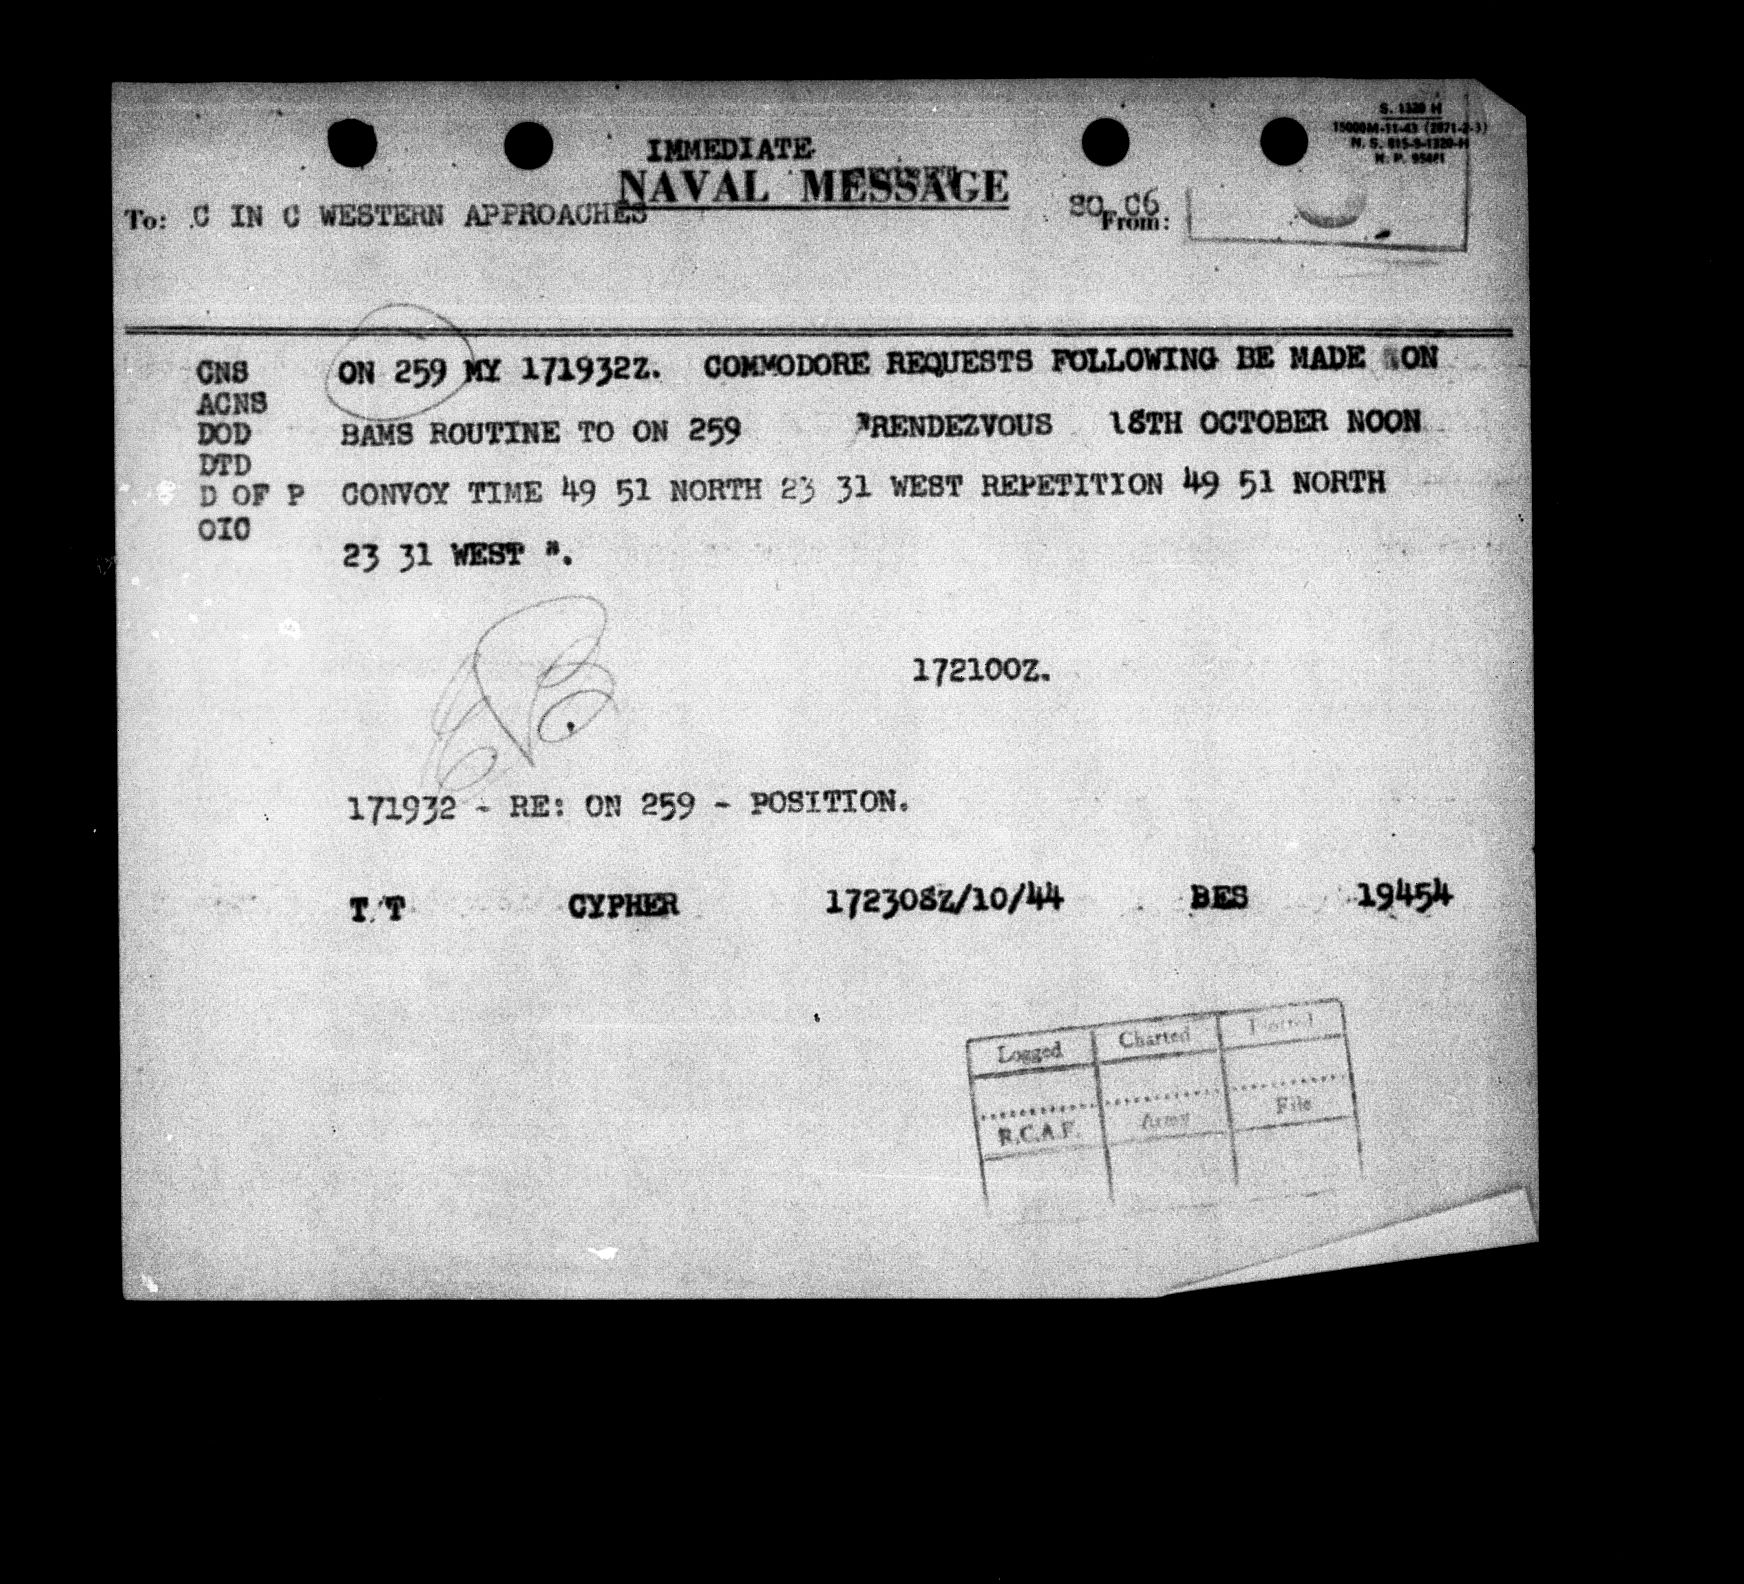 S. 1320 H
IMMEDIATE
NAVAL MESSAGE
To: C IN C WESTERN APPROACHES
From: SO C6
CNS ON 259 MY 171932Z. COMMODORE REQUESTS FOLLOWING BE MADE ON
ACNS
DOD BAMS ROUTINE TO ON 259 "RENDEZVOUS 18TH OCTOBER NOON
DTD
D OF P CONVOY TIME 49 51 NORTH 23 31 WEST REPETITION 49 51 NORTH
OIC
23 31 WEST ".
172100Z.
171932 - RE: ON 259 - POSITION.
T T CYPHER 172308Z/10/44 BES 19454
Logged Charted
R.C.A.F. Army File